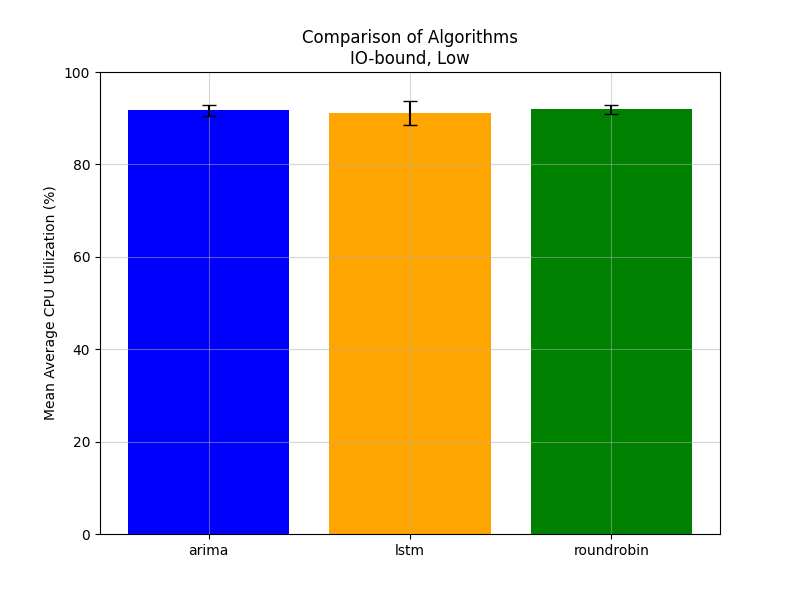 Comparison of Algorithms
IO-bound, Low
Mean Average CPU Utilization (%)
100
80
60
40
20
0
arima
lstm
roundrobin